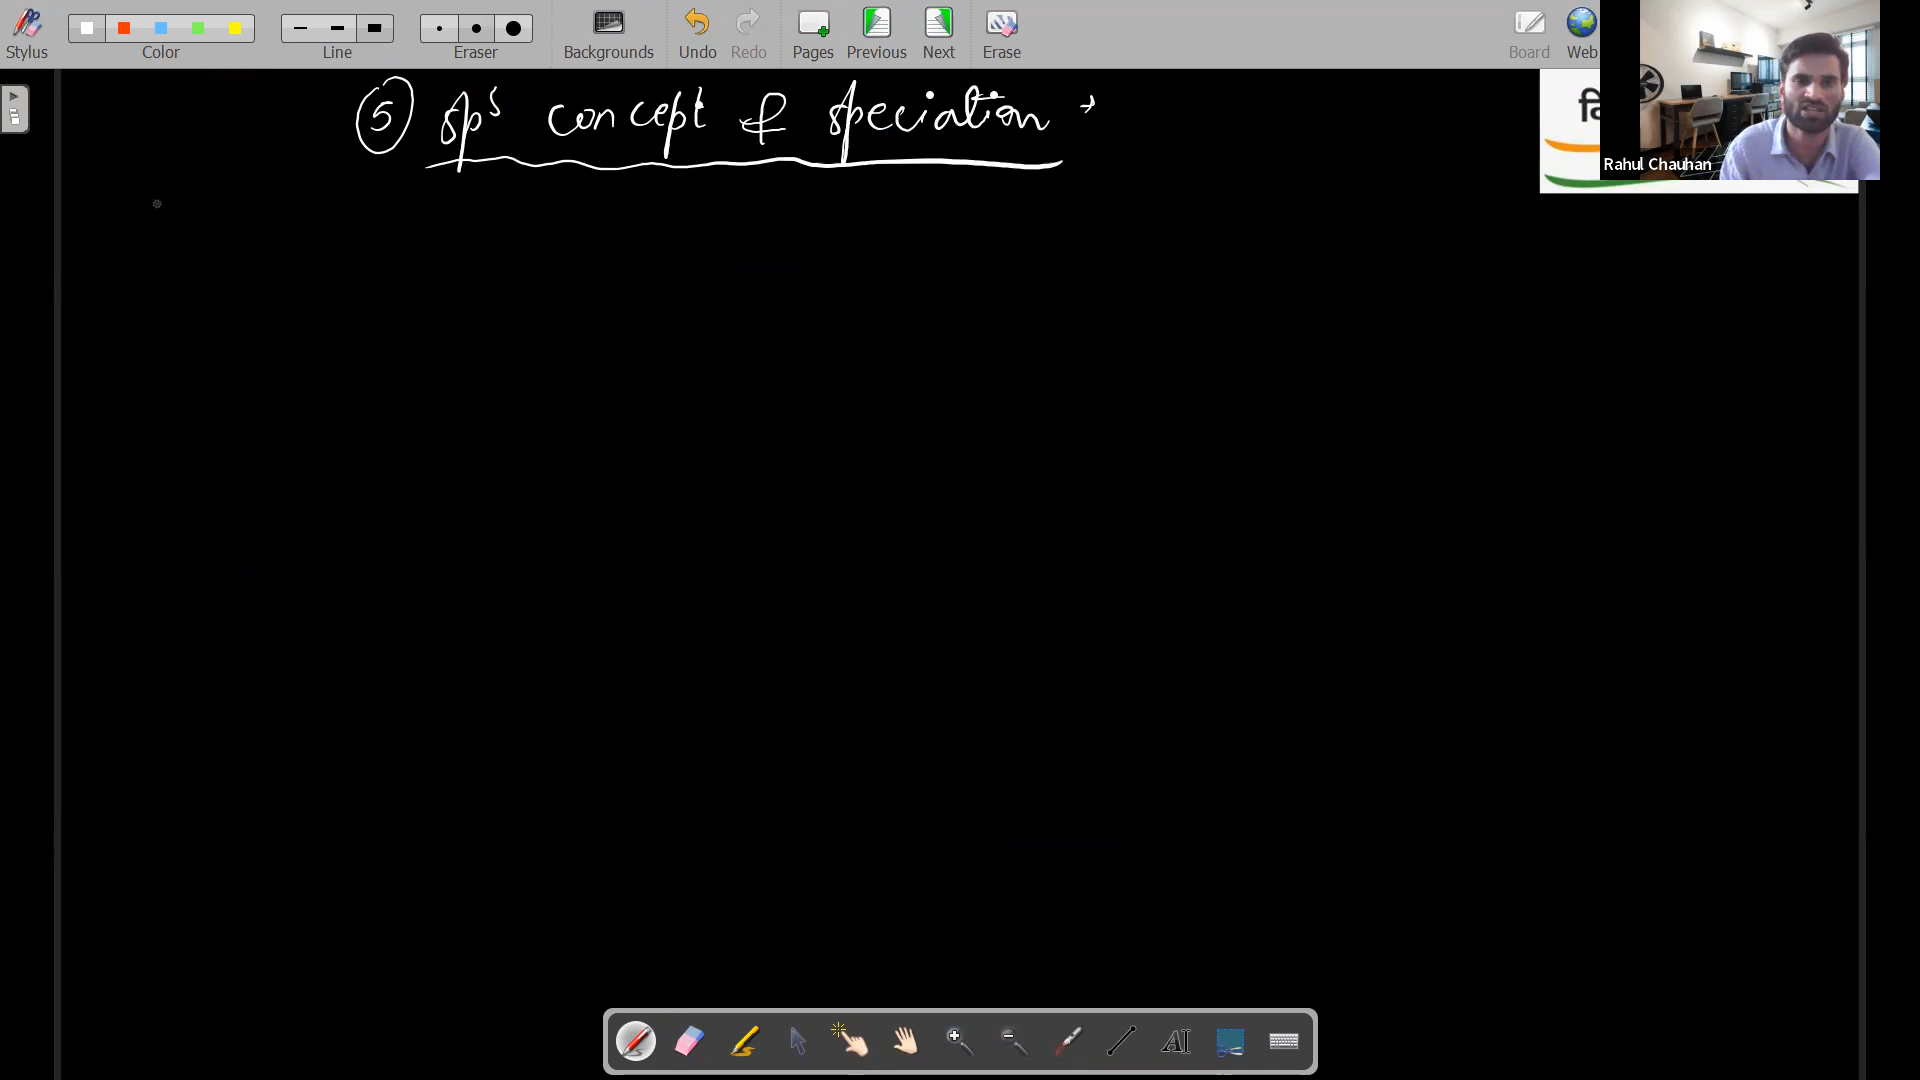 Stylus
Color
Line
Eraser
Backgrounds
Undo
Redo
Pages
Previous
Next
Erase
Board
Web
⑤ sp^s concept & speciation →
Rahul Chauhan
AI